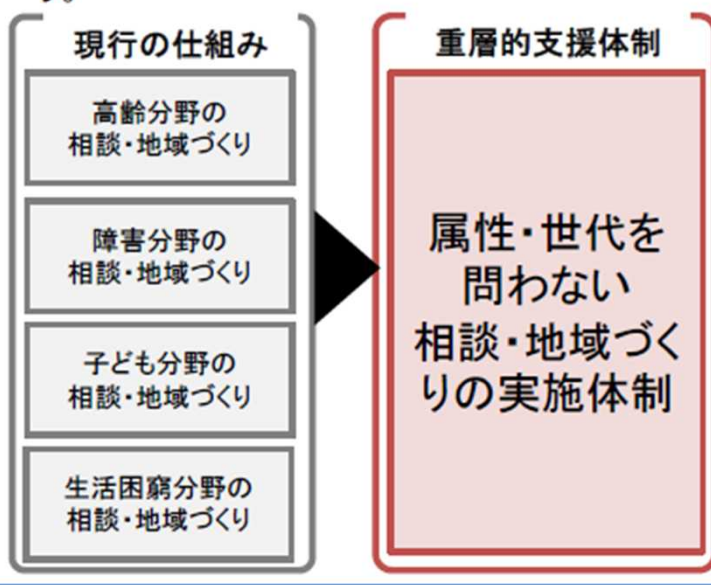 現行の仕組み
高齢分野の
相談・地域づくり
障害分野の
相談・地域づくり
子ども分野の
相談・地域づくり
生活困窮分野の
相談・地域づくり
重層的支援体制
属性・世代を
問わない
相談・地域づく
りの実施体制